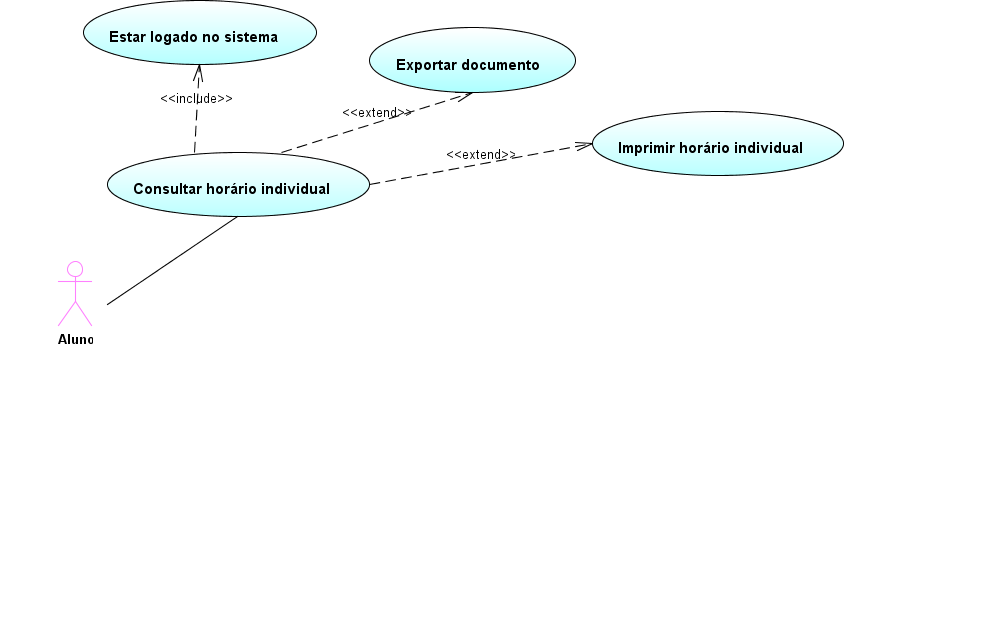 Estar logado no sistema
Exportar documento
<<include>>
<<extend>>
Imprimir horário individual
<<extend>>
Consultar horário individual
Aluno